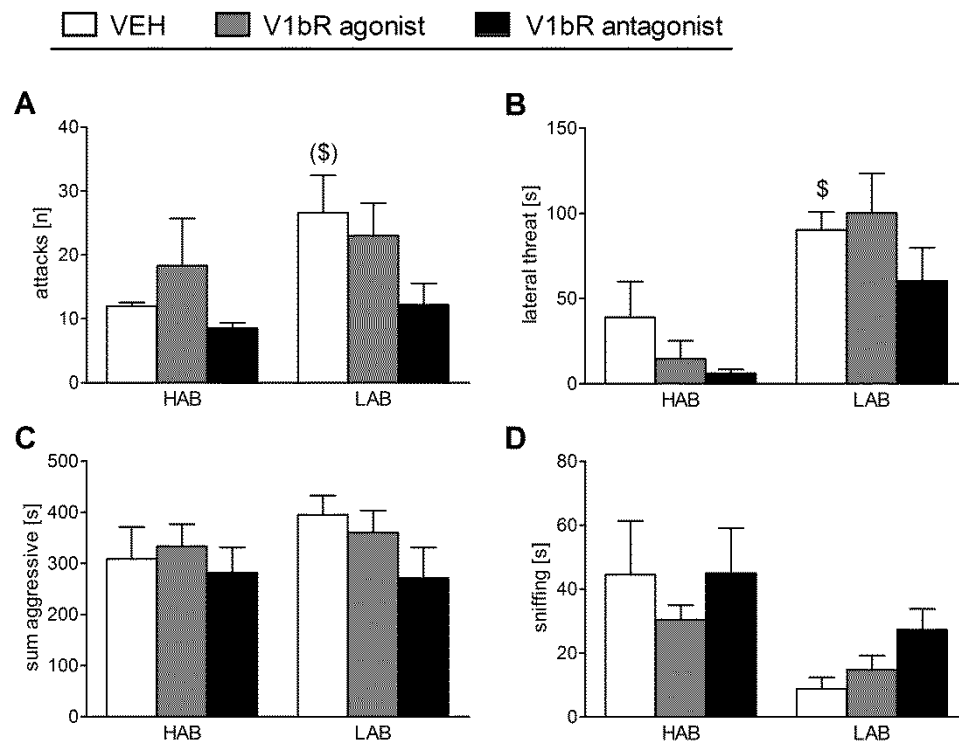 VEH V1bR agonist V1bR antagonist
A
attacks [n]
40
30
20
10
0
($)
HAB LAB
B
lateral threat [s]
150
100
50
0
$
HAB LAB
C
sum aggressive [s]
500
400
300
200
100
0
HAB LAB
D
sniffing [s]
80
60
40
20
0
HAB LAB